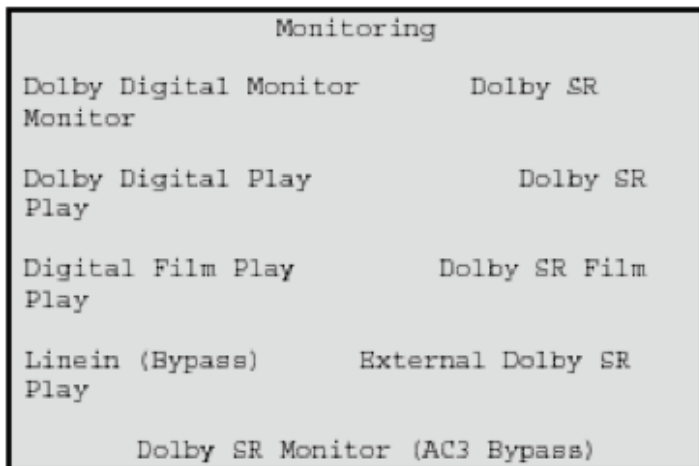 Monitoring
Dolby Digital Monitor Dolby SR
Monitor
Dolby Digital Play Dolby SR
Play
Digital Film Play Dolby SR Film
Play
Linein (Bypass) External Dolby SR
Play
Dolby SR Monitor (AC3 Bypass)